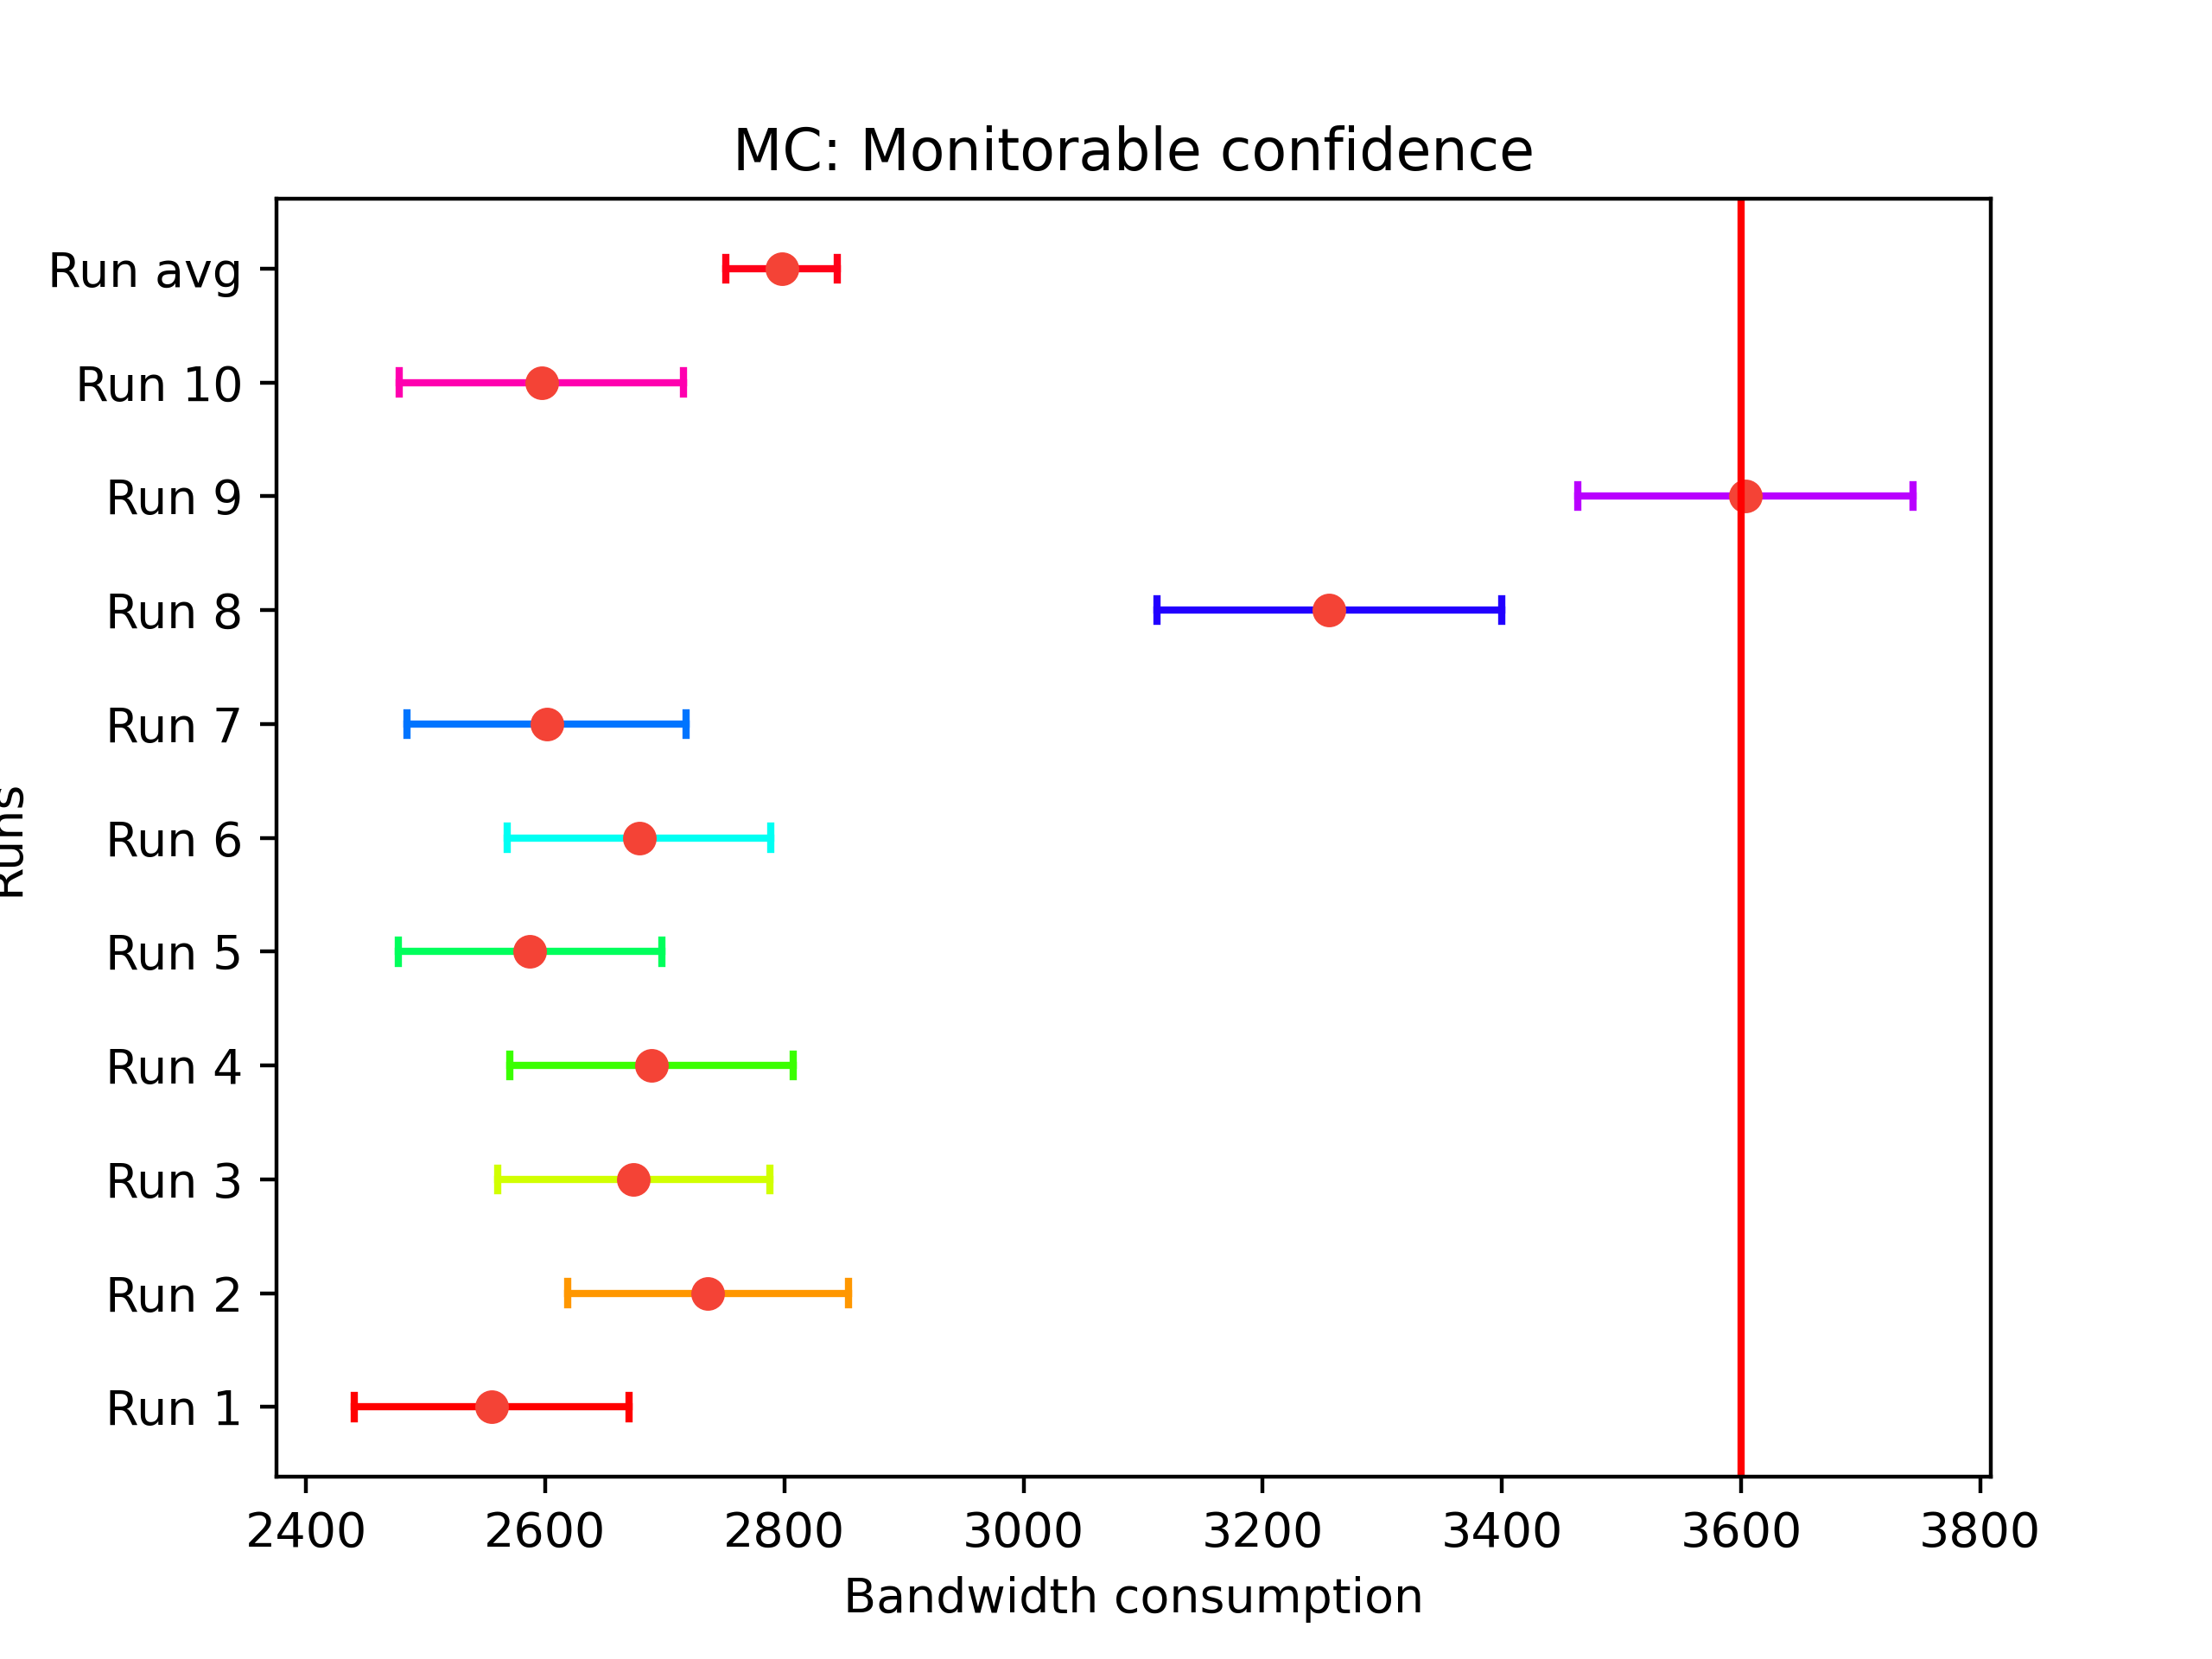 MC: Monitorable confidence
Run avg
Run 10
Run 9
Run 8
Run 7
Run 6
Run 5
Run 4
Run 3
Run 2
Run 1
Runs
2400 2600 2800 3000 3200 3400 3600 3800
Bandwidth consumption